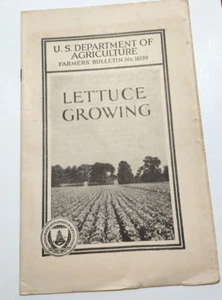 U. S. DEPARTMENT OF
AGRICULTURE
FARMERS' BULLETIN No. 1609
LETTUCE
GROWING